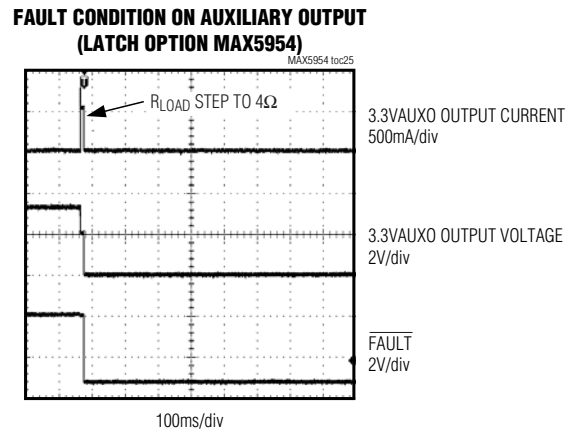 FAULT CONDITION ON AUXILIARY OUTPUT
(LATCH OPTION MAX5954)
MAX5954 toc25
RLOAD STEP TO 4Ω
3.3VAUXO OUTPUT CURRENT
500mA/div
3.3VAUXO OUTPUT VOLTAGE
2V/div
FAULT
2V/div
100ms/div